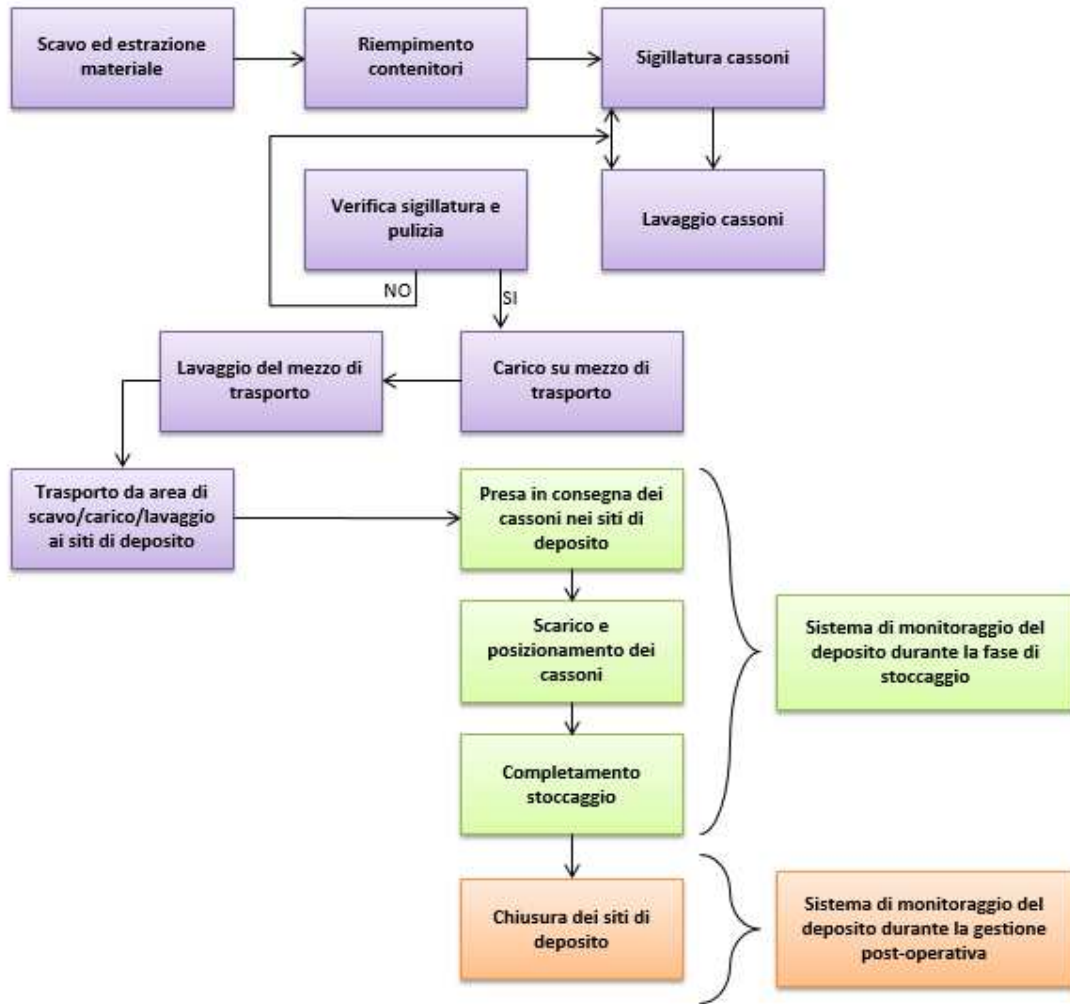 Scavo ed estrazione
materiale
Riempimento
contenitori
Sigillatura cassoni
Verifica sigillatura e
pulizia
Lavaggio cassoni
NO
SI
Lavaggio del mezzo di
trasporto
Carico su mezzo di
trasporto
Trasporto da area di
scavo/carico/lavaggio
ai siti di deposito
Presa in consegna dei
cassoni nei siti di
deposito
Scarico e
posizionamento dei
cassoni
Sistema di monitoraggio del
deposito durante la fase di
stoccaggio
Completamento
stoccaggio
Chiusura dei siti di
deposito
Sistema di monitoraggio del
deposito durante la gestione
post-operativa